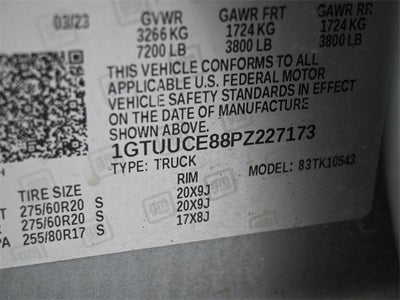 03/23 GVWR GAWR FRT GAWR RR
3266 KG 1724 KG 1724 KG
7200 LB 3800 LB 3800 LB
THIS VEHICLE CONFORMS TO ALL
APPLICABLE U.S. FEDERAL MOTOR
VEHICLE SAFETY STANDARDS IN EFFECT
ON THE DATE OF MANUFACTURE
SHOWN ABOVE.
1GTUUCE88PZ227173
TYPE: TRUCK MODEL: 83TK10543
TIRE SIZE RIM
275/60R20 S 20X9J
275/60R20 S 20X9J
255/80R17 S 17X8J